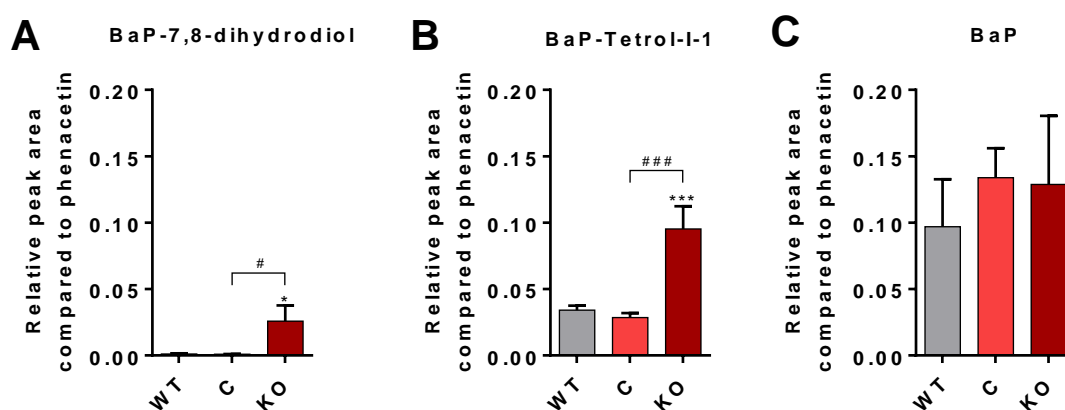 A
BaP-7,8-dihydrodiol
Relative peak area
compared to phenacetin
0.20
0.15
0.10
0.05
0.00
#
*
WT
C
KO
B
BaP-Tetrol-I-1
Relative peak area
compared to phenacetin
0.20
0.15
0.10
0.05
0.00
###
***
WT
C
KO
C
BaP
Relative peak area
compared to phenacetin
0.20
0.15
0.10
0.05
0.00
WT
C
KO